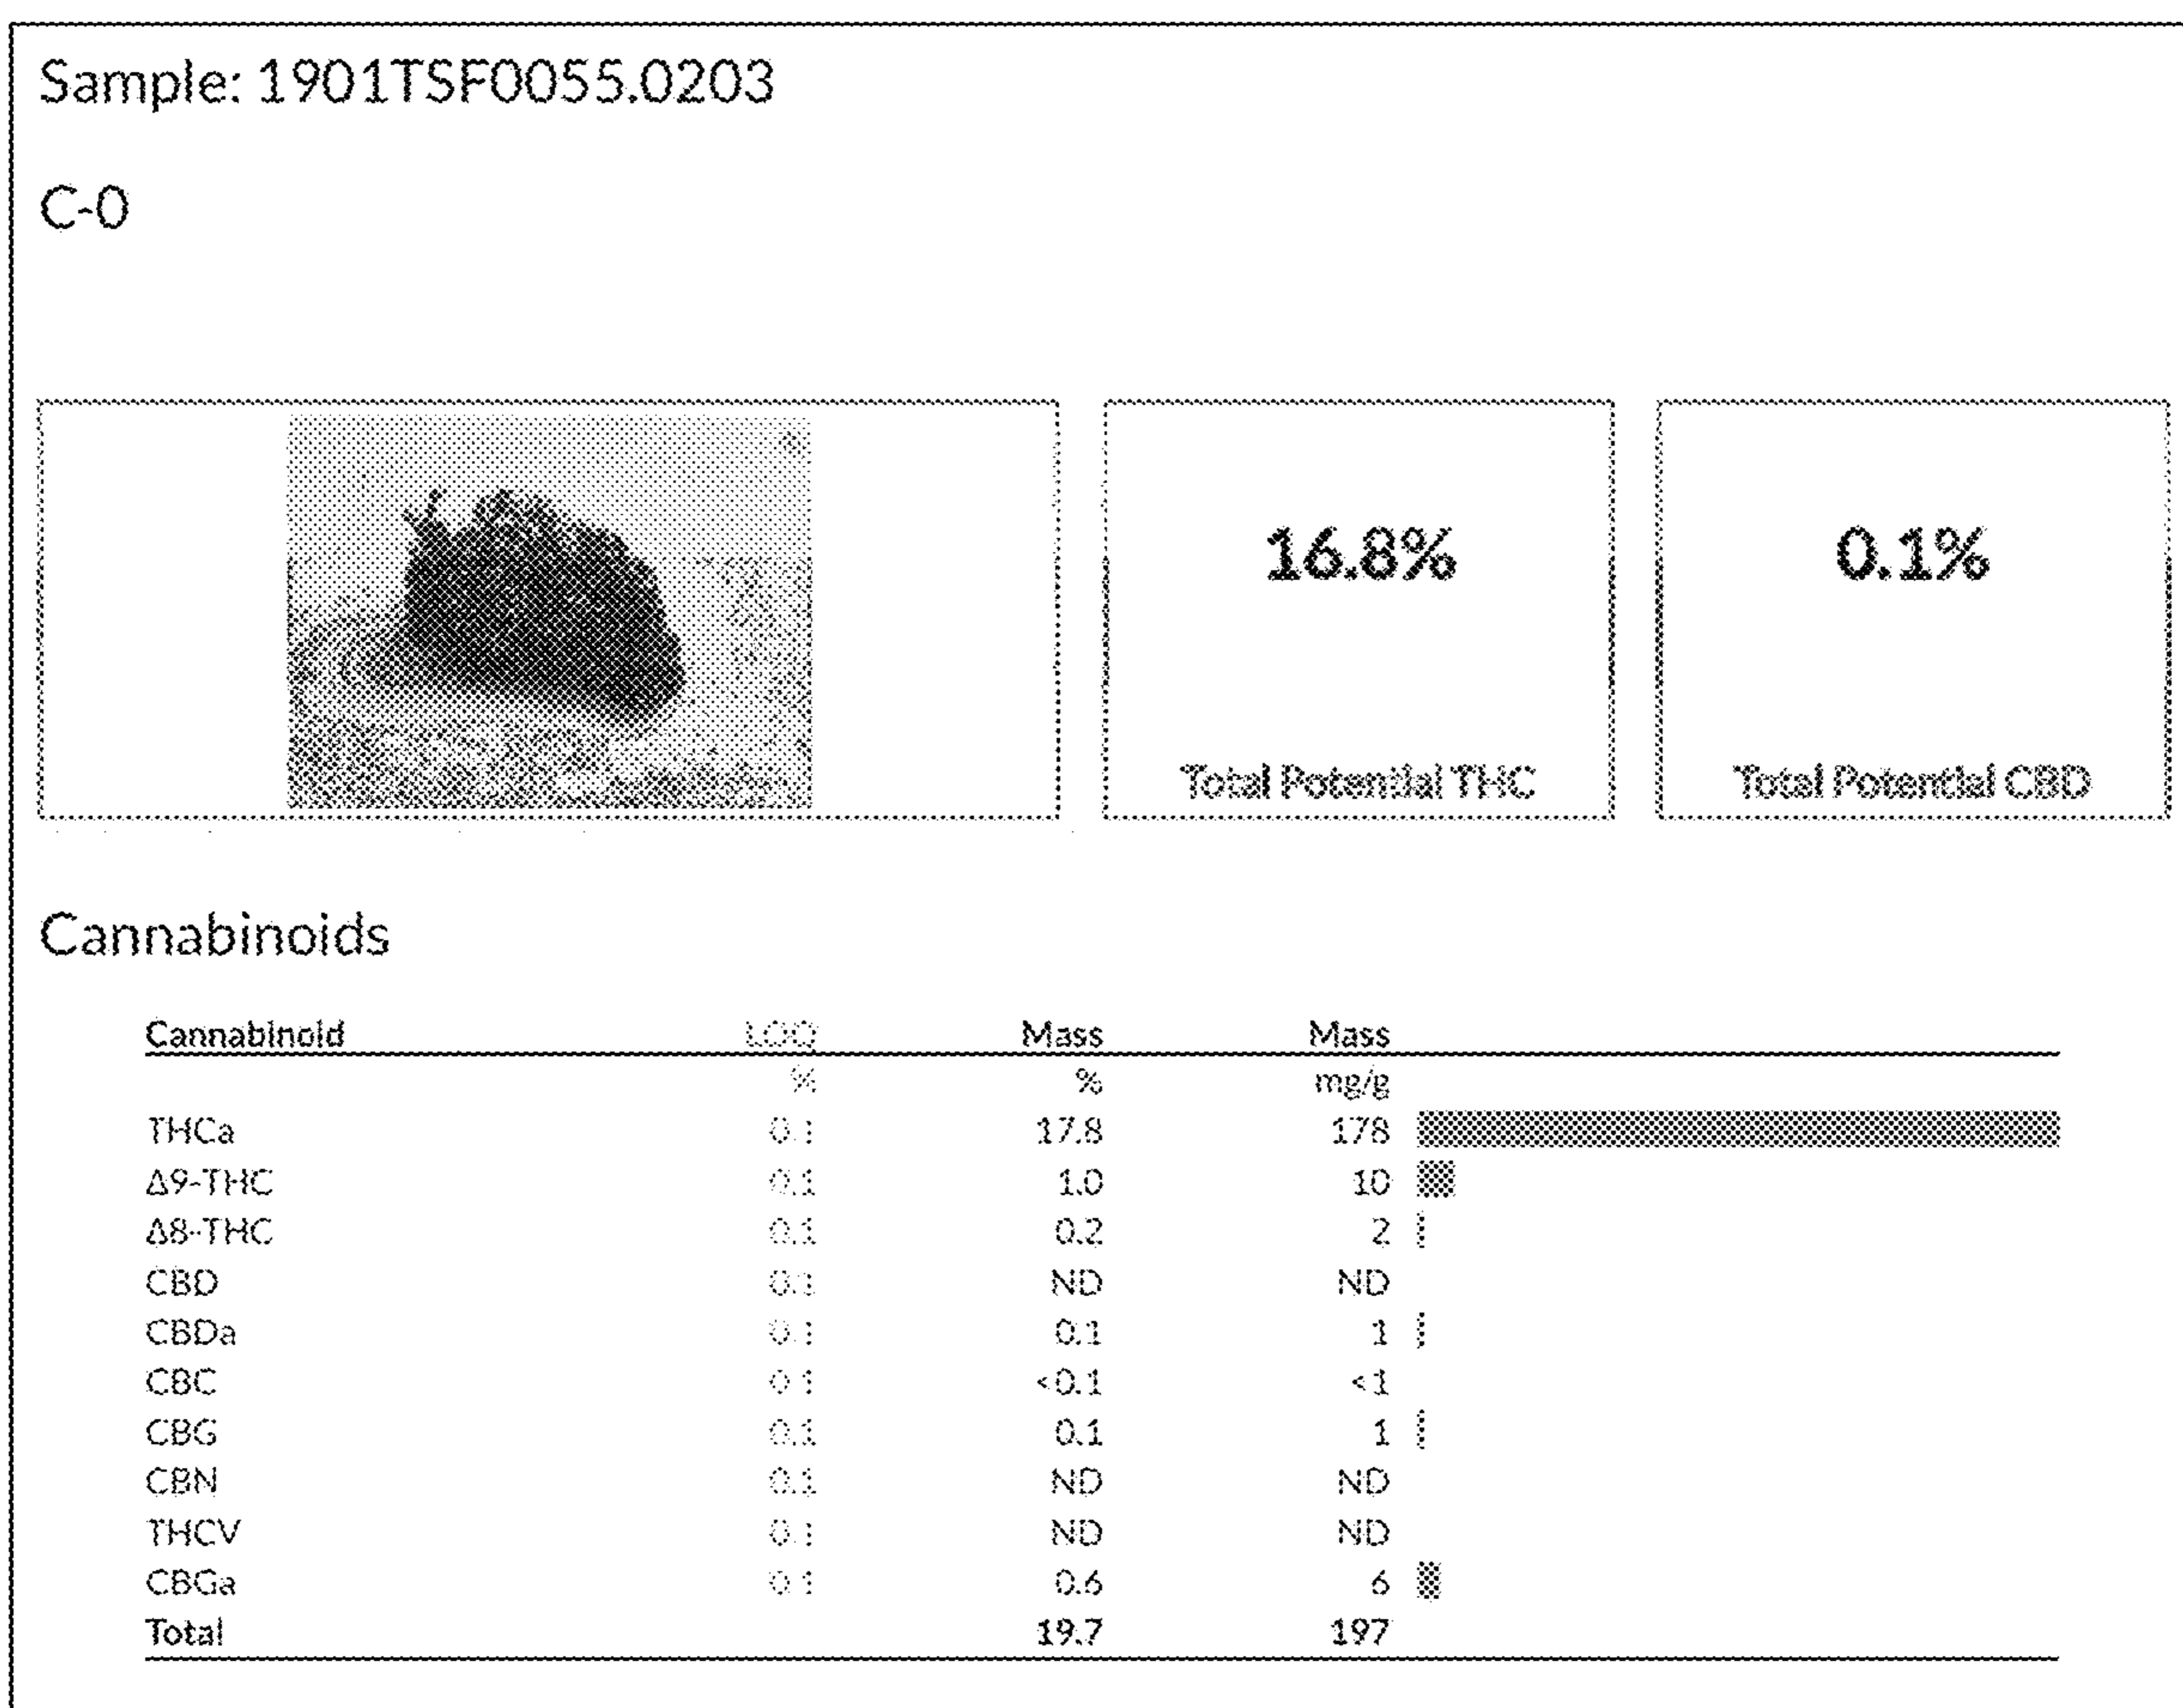 Sample: 1901TSF0055.0203
C-0
16.8%
Total Potential THC
0.1%
Total Potential CBD
Cannabinoids
Cannabinoid LOQ Mass Mass
% % mg/g
THCa 0.1 17.8 178
Δ9-THC 0.1 1.0 10
Δ8-THC 0.1 0.2 2
CBD 0.1 ND ND
CBDa 0.1 0.1 1
CBC 0.1 <0.1 <1
CBG 0.1 0.1 1
CBN 0.1 ND ND
THCV 0.1 ND ND
CBGa 0.1 0.6 6
Total 19.7 197